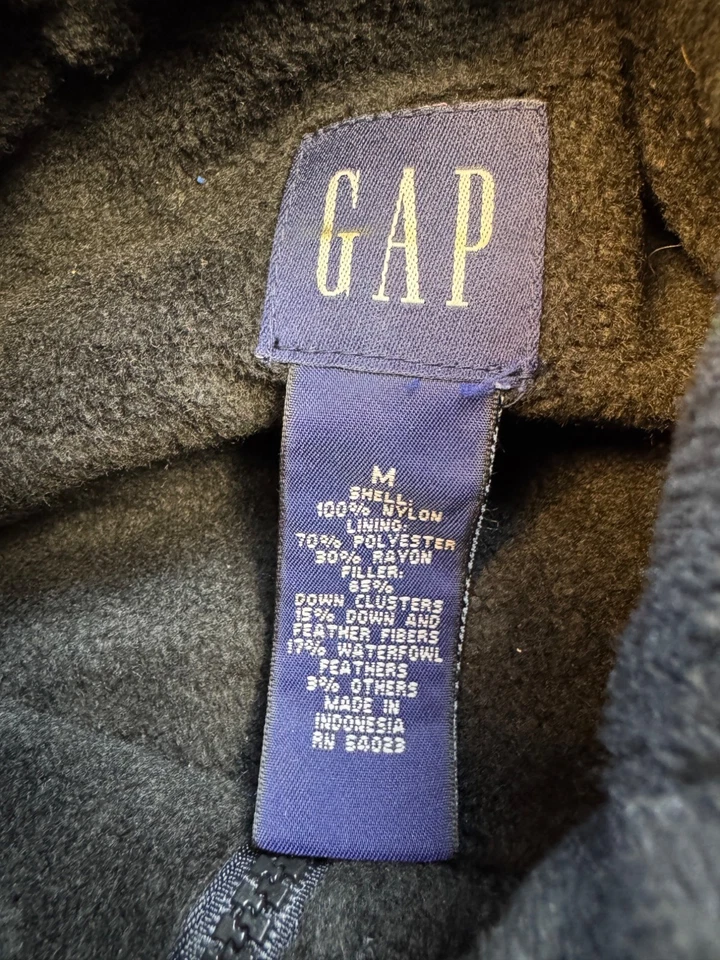 GAP
M
SHELL:
100% NYLON
LINING:
70% POLYESTER
30% RAYON
FILLER:
65%
DOWN CLUSTERS
15% DOWN AND
FEATHER FIBERS
17% WATERFOWL
FEATHERS
3% OTHERS
MADE IN
INDONESIA
RN 54023